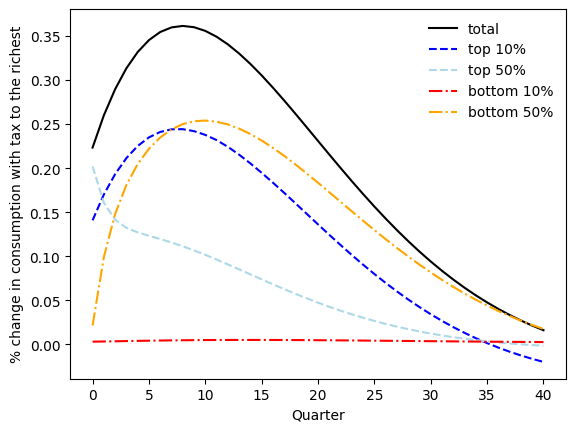 % change in consumption with tax to the richest
0.35
0.30
0.25
0.20
0.15
0.10
0.05
0.00
total
top 10%
top 50%
bottom 10%
bottom 50%
0 5 10 15 20 25 30 35 40
Quarter